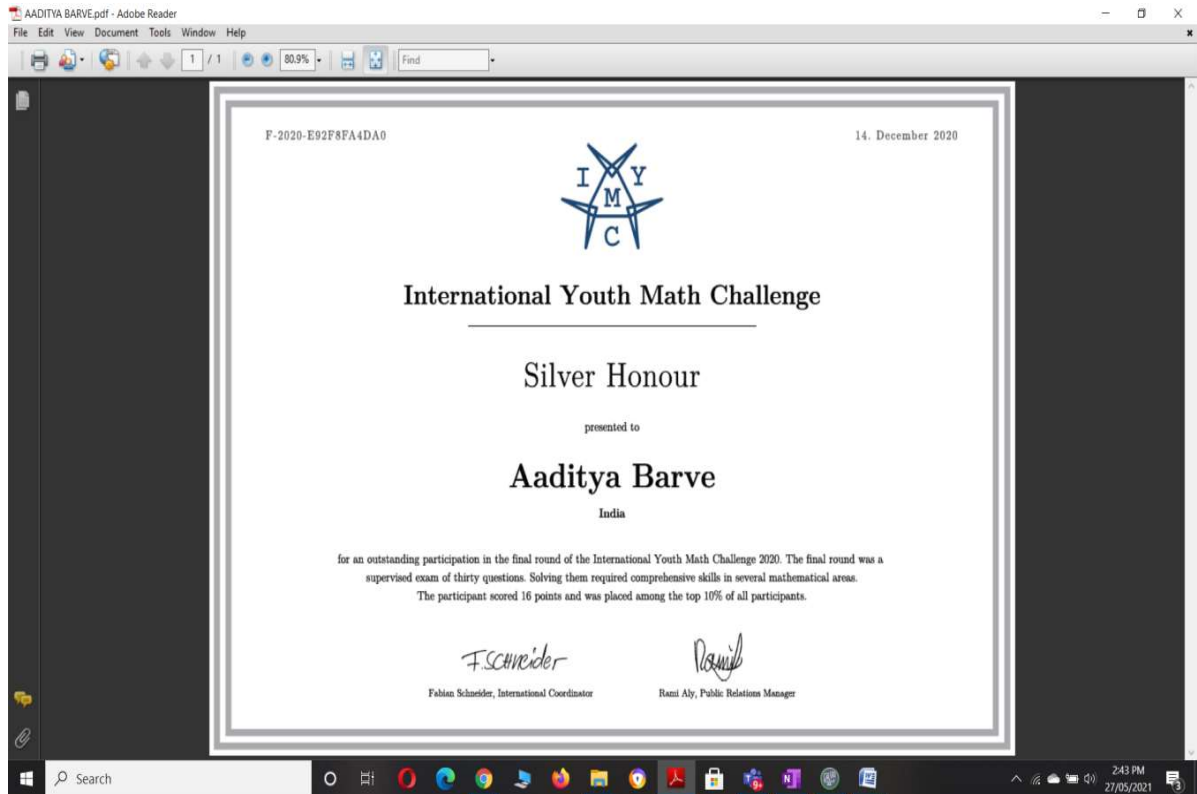 AADITYA BARVE.pdf - Adobe Reader
File Edit View Document Tools Window Help
1 / 1 80.9% Find
F-2020-E92F8FA4DA0 14. December 2020
I Y
M
C
International Youth Math Challenge
Silver Honour
presented to
Aaditya Barve
India
for an outstanding participation in the final round of the International Youth Math Challenge 2020. The final round was a
supervised exam of thirty questions. Solving them required comprehensive skills in several mathematical areas.
The participant scored 16 points and was placed among the top 10% of all participants.
F. Schneider
Fabian Schneider, International Coordinator Rami Aly, Public Relations Manager
Search
2:43 PM
27/05/2021